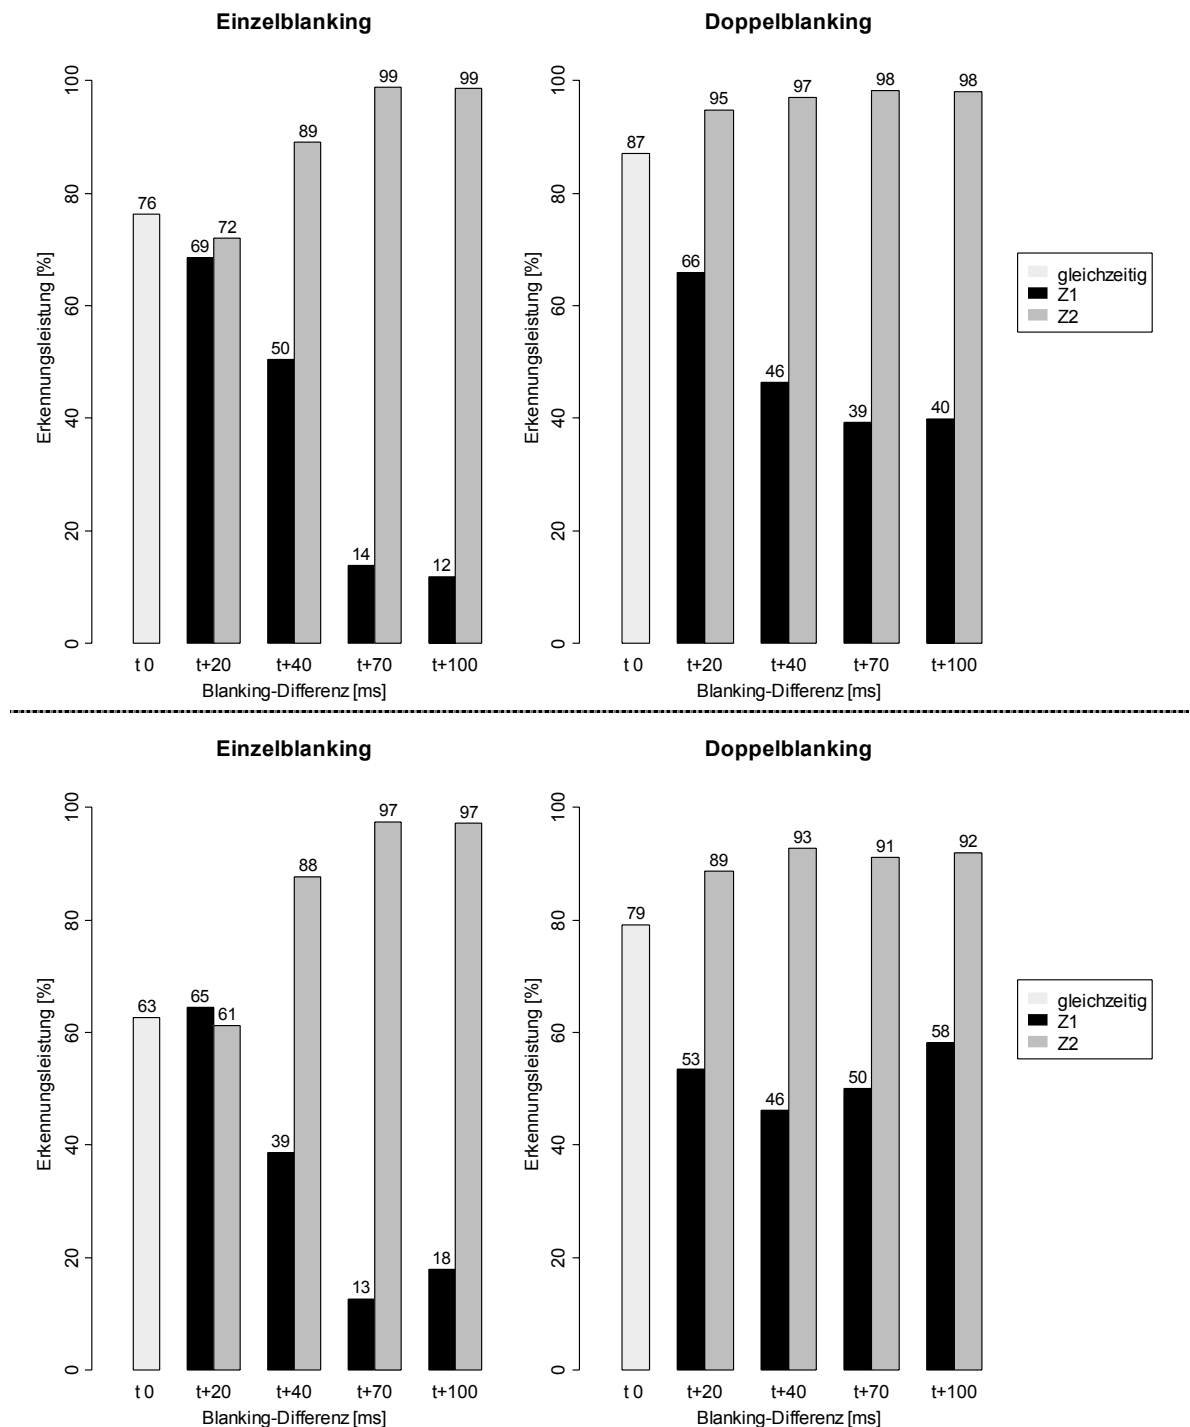 Einzelblanking
Doppelblanking
Erkennungsleistung [%]
0 20 40 60 80 100
76
69 72
50 89
14 99
12 99
t 0 t+20 t+40 t+70 t+100
Blanking-Differenz [ms]
Erkennungsleistung [%]
0 20 40 60 80 100
87
66 95
46 97
39 98
40 98
t 0 t+20 t+40 t+70 t+100
Blanking-Differenz [ms]
gleichzeitig
Z1
Z2
Einzelblanking
Doppelblanking
Erkennungsleistung [%]
0 20 40 60 80 100
63
65 61
39 88
13 97
18 97
t 0 t+20 t+40 t+70 t+100
Blanking-Differenz [ms]
Erkennungsleistung [%]
0 20 40 60 80 100
79
53 89
46 93
50 91
58 92
t 0 t+20 t+40 t+70 t+100
Blanking-Differenz [ms]
gleichzeitig
Z1
Z2